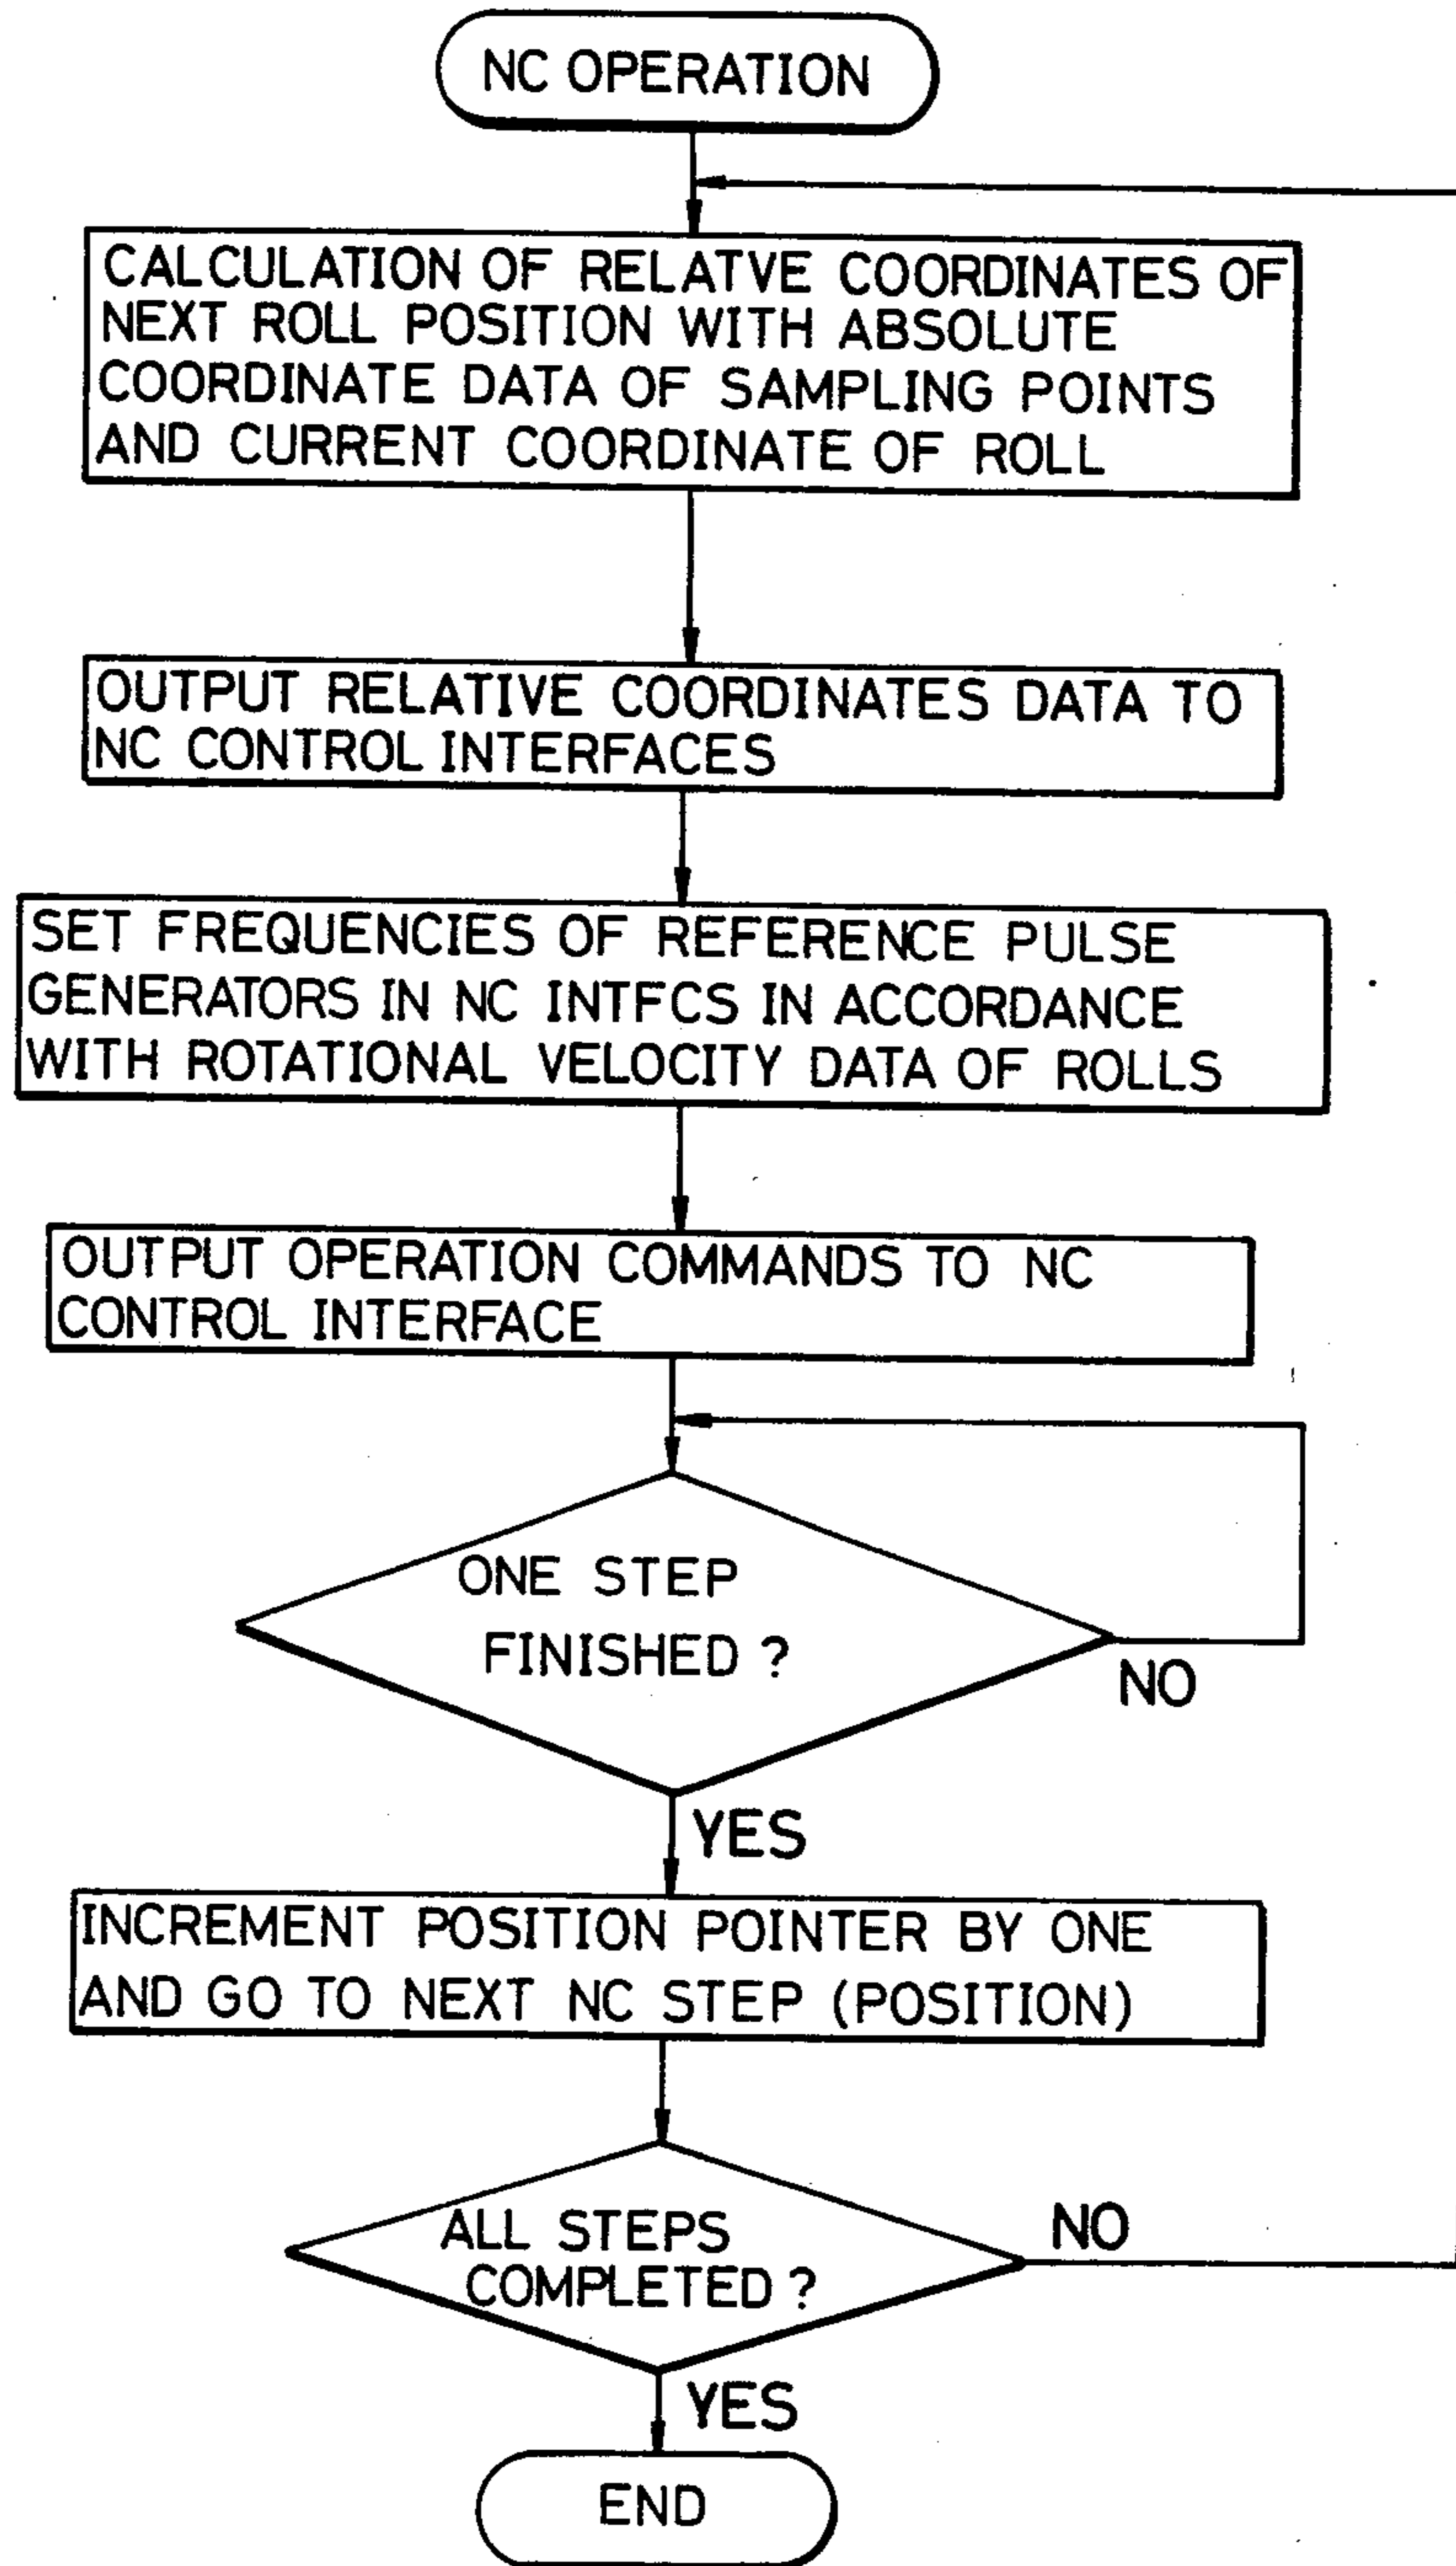 NC OPERATION
CALCULATION OF RELATVE COORDINATES OF
NEXT ROLL POSITION WITH ABSOLUTE
COORDINATE DATA OF SAMPLING POINTS
AND CURRENT COORDINATE OF ROLL
OUTPUT RELATIVE COORDINATES DATA TO
NC CONTROL INTERFACES
SET FREQUENCIES OF REFERENCE PULSE
GENERATORS IN NC INTFCS IN ACCORDANCE
WITH ROTATIONAL VELOCITY DATA OF ROLLS
OUTPUT OPERATION COMMANDS TO NC
CONTROL INTERFACE
ONE STEP
FINISHED ?
NO
YES
INCREMENT POSITION POINTER BY ONE
AND GO TO NEXT NC STEP (POSITION)
ALL STEPS
COMPLETED ?
NO
YES
END